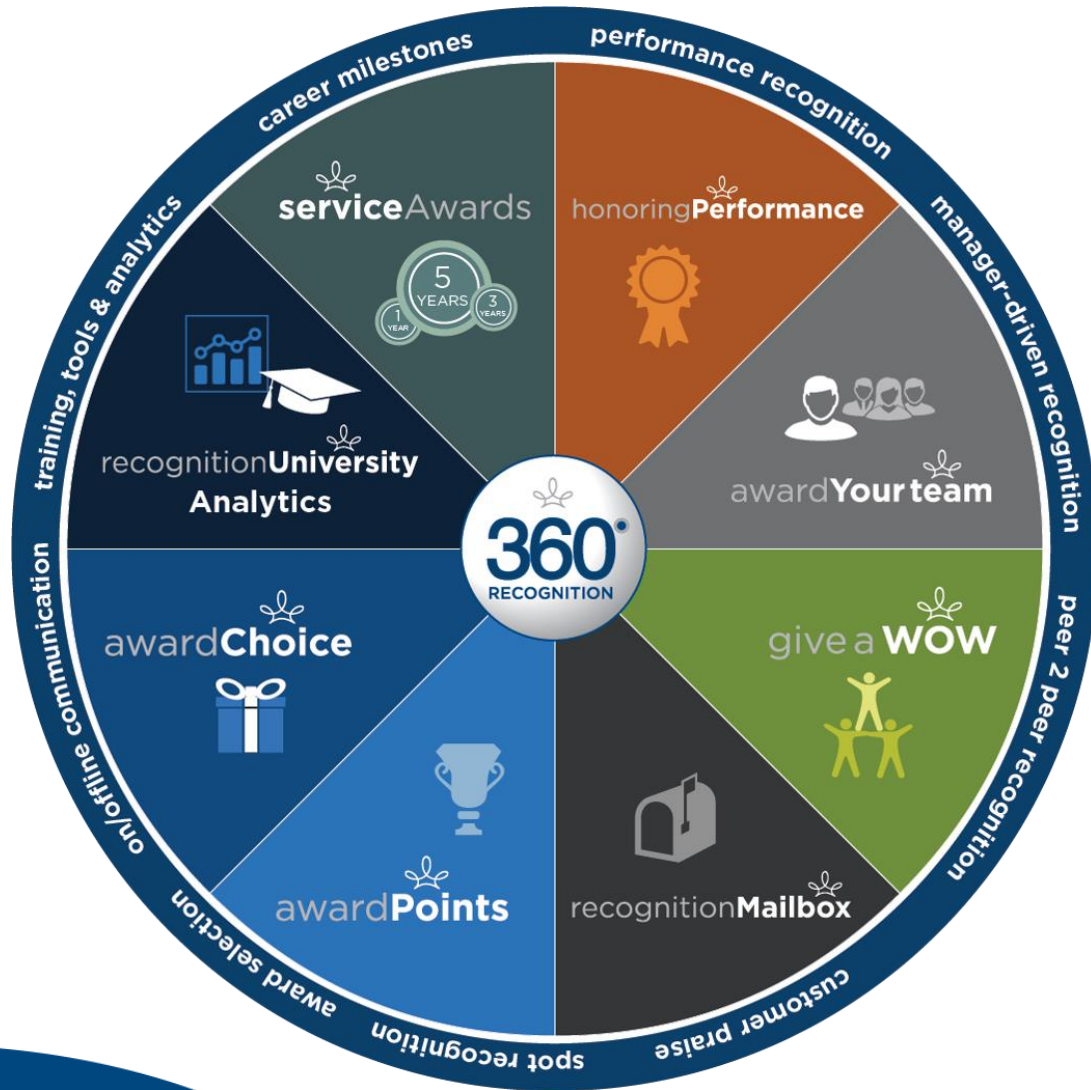 career milestones
performance recognition
manager-driven recognition
peer 2 peer recognition
customer praise
spot recognition
award selection
on/offline communication
training, tools & analytics
serviceAwards
5
YEARS
1
YEAR
3
YEARS
honoringPerformance
awardYour team
give a WOW
recognitionMailbox
awardPoints
awardChoice
recognitionUniversity
Analytics
360°
RECOGNITION